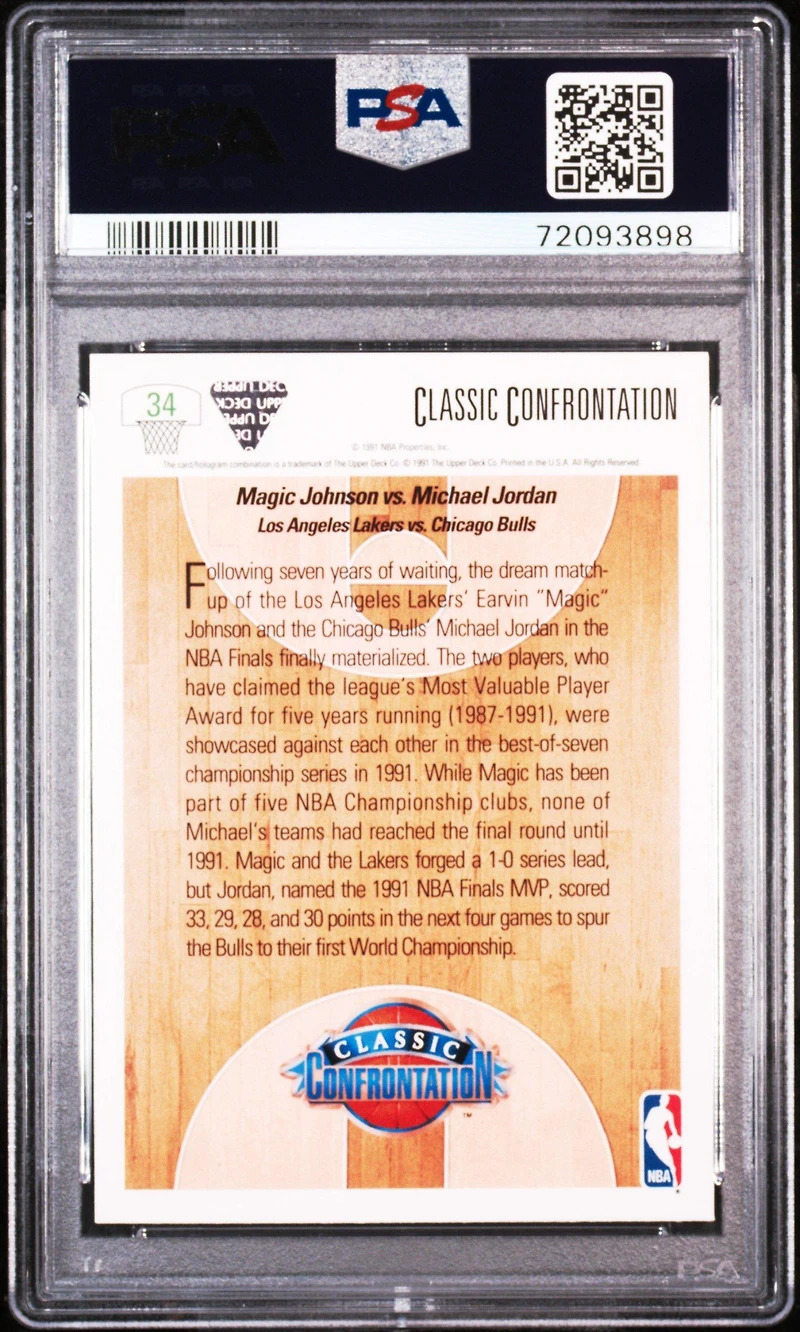 PSA
72093898
34
CLASSIC CONFRONTATION
© 1991 NBA Properties, Inc.
The card/hologram combination is a trademark of The Upper Deck Co. © 1991 The Upper Deck Co. Printed in the U.S.A. All Rights Reserved.
Magic Johnson vs. Michael Jordan
Los Angeles Lakers vs. Chicago Bulls
Following seven years of waiting, the dream match-
up of the Los Angeles Lakers' Earvin "Magic"
Johnson and the Chicago Bulls' Michael Jordan in the
NBA Finals finally materialized. The two players, who
have claimed the league's Most Valuable Player
Award for five years running (1987-1991), were
showcased against each other in the best-of-seven
championship series in 1991. While Magic has been
part of five NBA Championship clubs, none of
Michael's teams had reached the final round until
1991. Magic and the Lakers forged a 1-0 series lead,
but Jordan, named the 1991 NBA Finals MVP, scored
33, 29, 28, and 30 points in the next four games to spur
the Bulls to their first World Championship.
CLASSIC
CONFRONTATION
TM
NBA
PSA